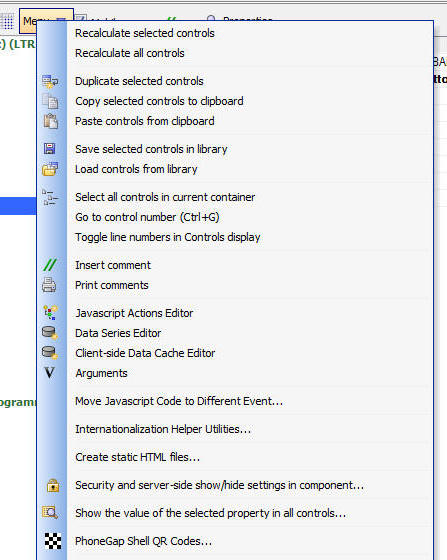 Menu
Properties
) (LTR
Recalculate selected controls
Recalculate all controls
BA
Duplicate selected controls
tto
Copy selected controls to clipboard
Paste controls from clipboard
Save selected controls in library
Load controls from library
Select all controls in current container
Go to control number (Ctrl+G)
Toggle line numbers in Controls display
// Insert comment
Print comments
Javascript Actions Editor
Data Series Editor
Client-side Data Cache Editor
V Arguments
ogramm
Move Javascript Code to Different Event...
Internationalization Helper Utilities...
Create static HTML files...
Security and server-side show/hide settings in component...
Show the value of the selected property in all controls...
PhoneGap Shell QR Codes...